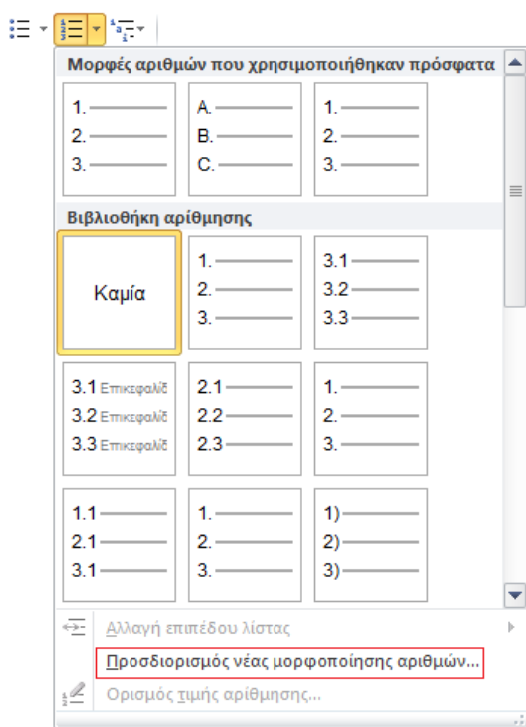 Μορφές αριθμών που χρησιμοποιήθηκαν πρόσφατα
1. A. 1.
2. B. 2.
3. C. 3.
Βιβλιοθήκη αρίθμησης
Καμία
1. 3.1
2. 3.2
3. 3.3
3.1 Επικεφαλίδ 2.1 1.
3.2 Επικεφαλίδ 2.2 2.
3.3 Επικεφαλίδ 2.3 3.
1.1 1. 1)
2.1 2. 2)
3.1 3. 3)
Αλλαγή επιπέδου λίστας
Προσδιορισμός νέας μορφοποίησης αριθμών...
Ορισμός τιμής αρίθμησης...